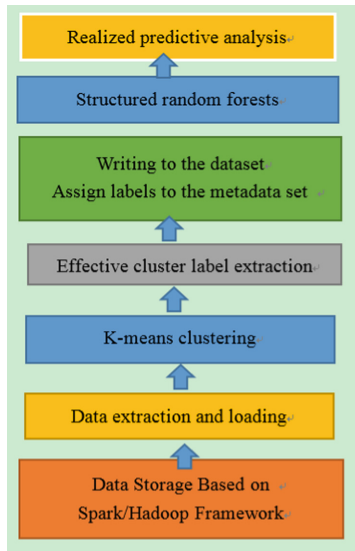 Realized predictive analysis
Structured random forests
Writing to the dataset
Assign labels to the metadata set
Effective cluster label extraction
K-means clustering
Data extraction and loading
Data Storage Based on
Spark/Hadoop Framework